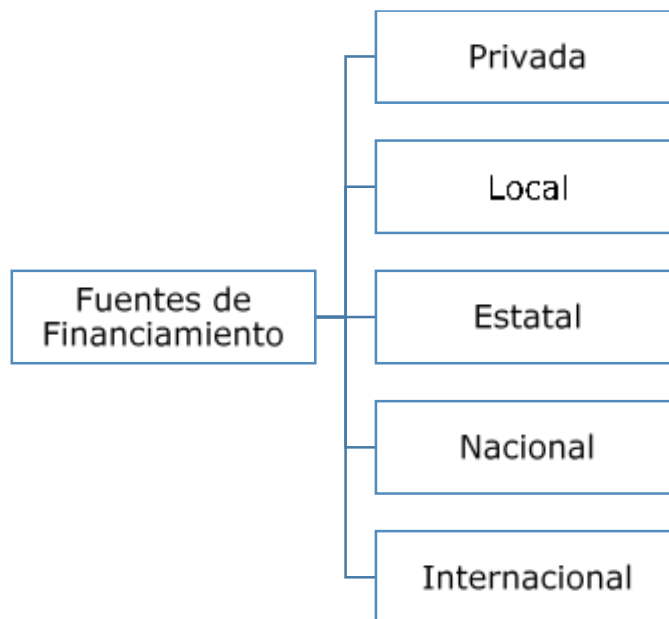 Fuentes de
Financiamiento
Privada
Local
Estatal
Nacional
Internacional